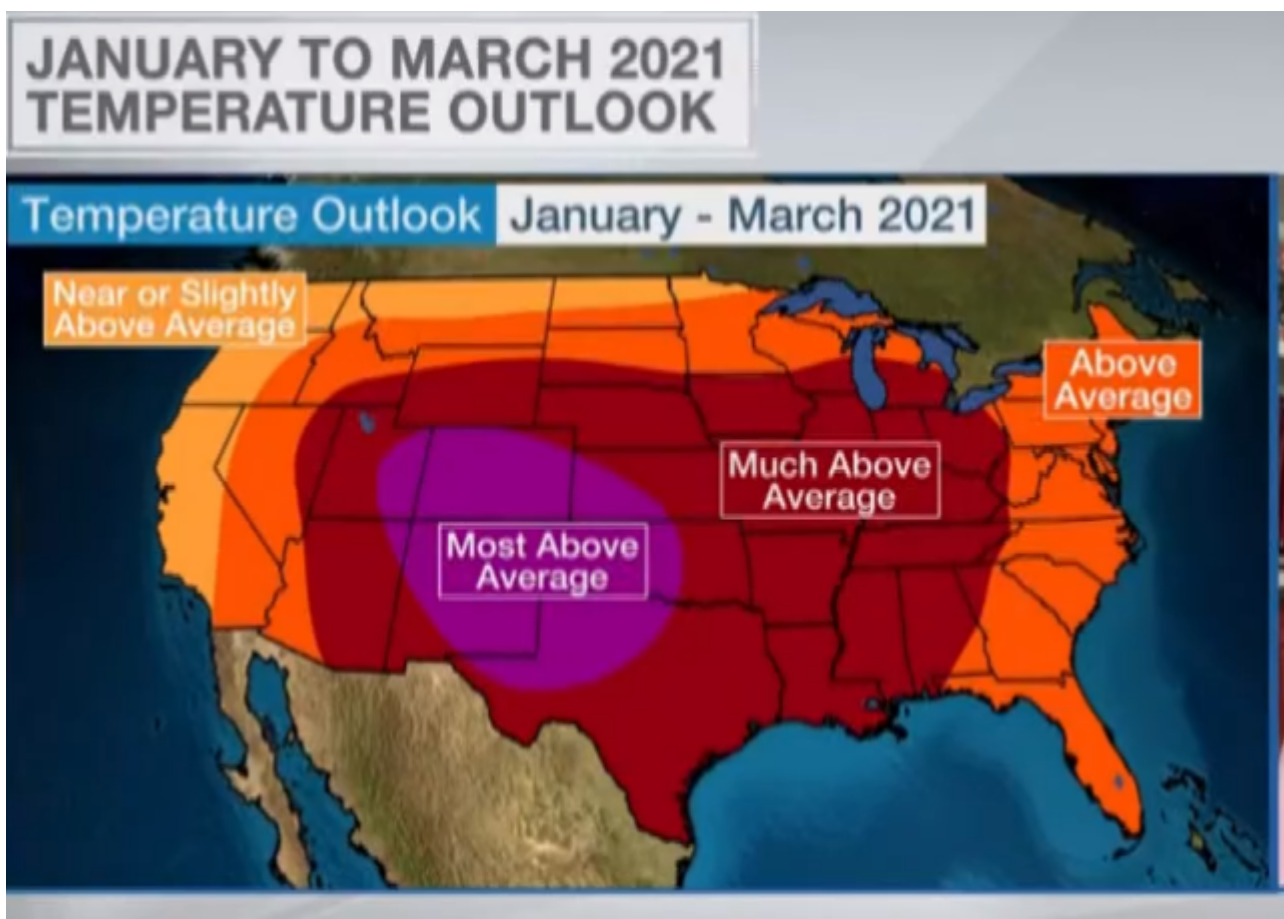 JANUARY TO MARCH 2021
TEMPERATURE OUTLOOK
Temperature Outlook January - March 2021
Near or Slightly
Above Average
Above
Average
Much Above
Average
Most Above
Average